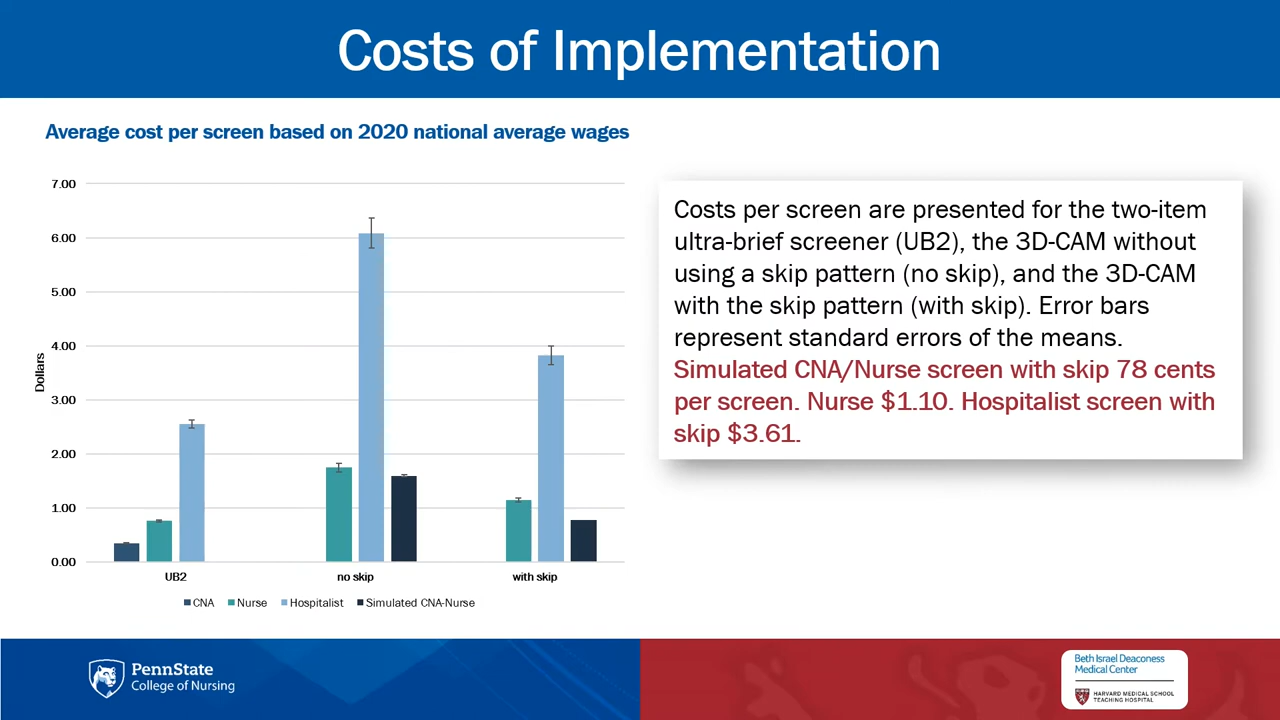 Costs of Implementation
Average cost per screen based on 2020 national average wages
7.00
6.00
5.00
4.00
3.00
2.00
1.00
0.00
Dollars
UB2
no skip
with skip
CNA Nurse Hospitalist Simulated CNA-Nurse
Costs per screen are presented for the two-item
ultra-brief screener (UB2), the 3D-CAM without
using a skip pattern (no skip), and the 3D-CAM
with the skip pattern (with skip). Error bars
represent standard errors of the means.
Simulated CNA/Nurse screen with skip 78 cents
per screen. Nurse $1.10. Hospitalist screen with
skip $3.61.
PennState
College of Nursing
Beth Israel Deaconess
Medical Center
HARVARD MEDICAL SCHOOL
TEACHING HOSPITAL